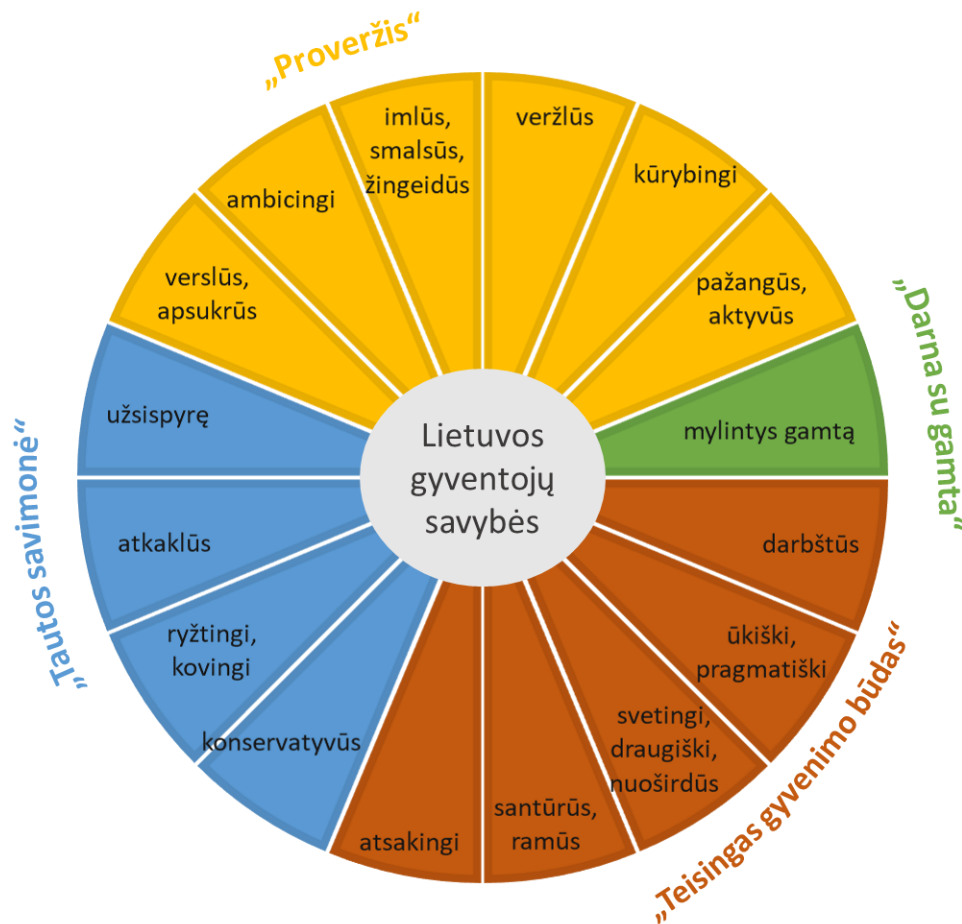 „Proveržis“
imlūs,
smalsūs,
žingeidūs
veržlūs
kūrybingi
pažangūs,
aktyvūs
„Darna su gamta“
mylintys gamtą
darbštūs
ūkiški,
pragmatiški
svetingi,
draugiški,
nuoširdūs
„Teisingas gyvenimo būdas“
santūrūs,
ramūs
atsakingi
konservatyvūs
ryžtingi,
kovingi
atkaklūs
užsispyrę
„Tautos savimonė“
verslūs,
apsukrūs
ambicingi
Lietuvos
gyventojų
savybės